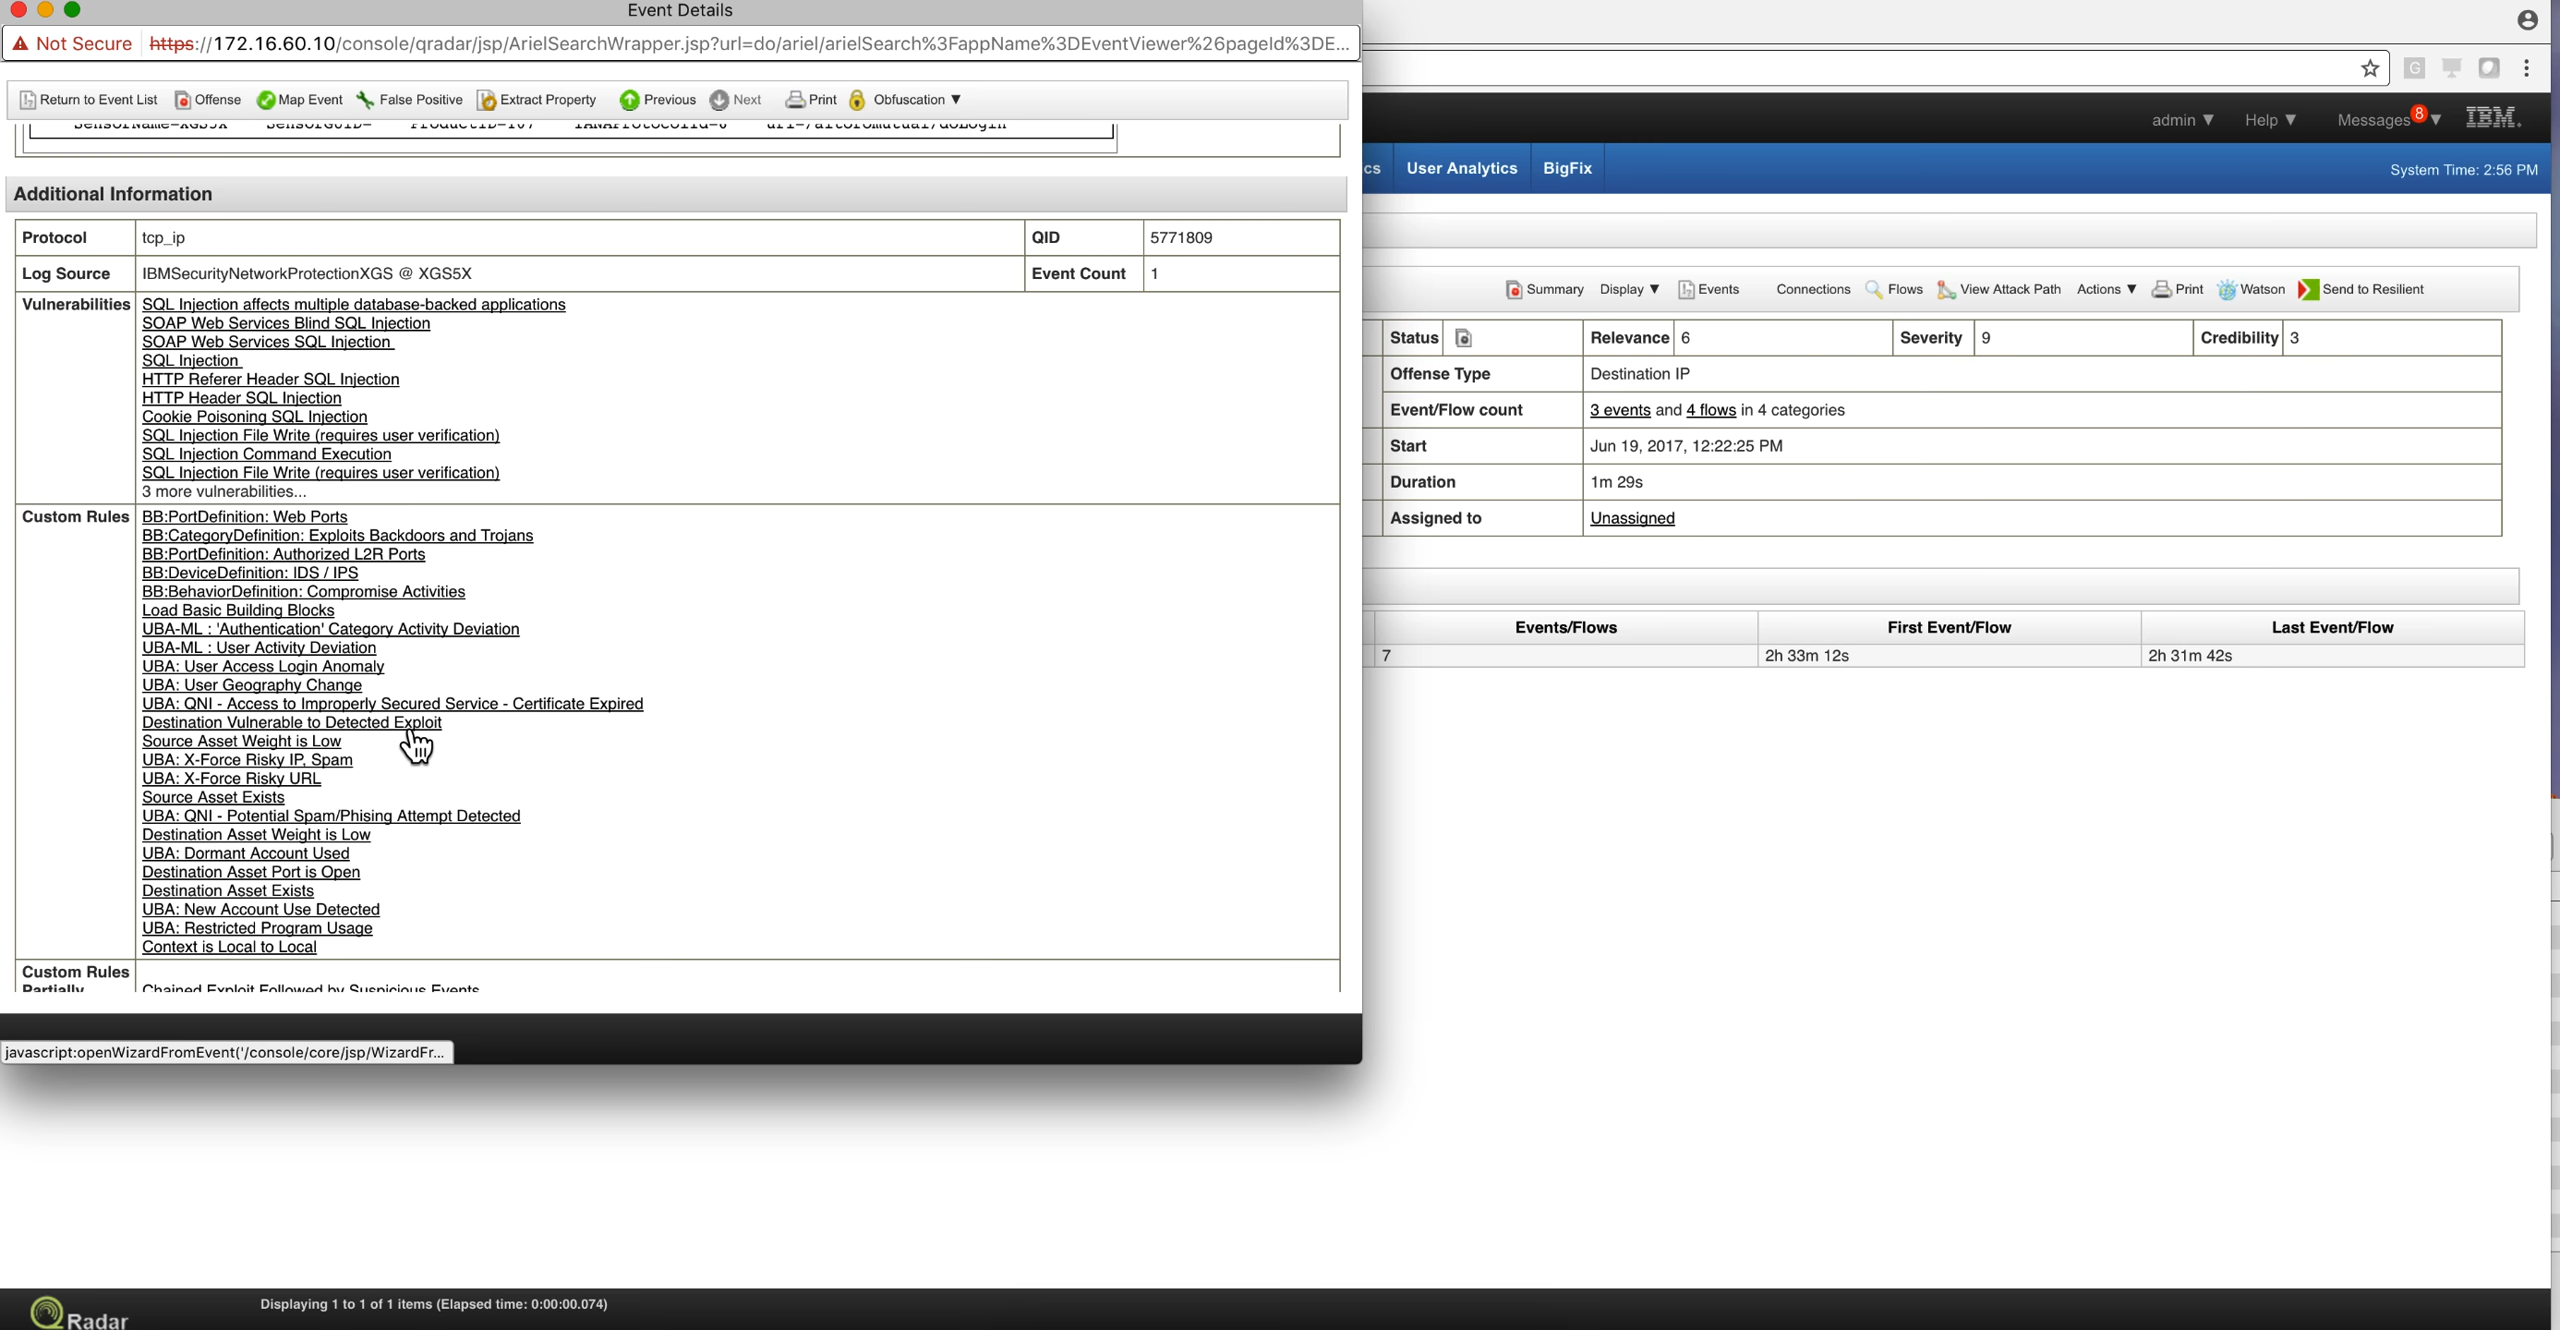 Event Details
Not Secure https://172.16.60.10/console/qradar/jsp/ArielSearchWrapper.jsp?url=do/ariel/arielSearch%3FappName%3DEventViewer%26pageId%3DE...
Return to Event List Offense Map Event False Positive Extract Property Previous Next Print Obfuscation ▼
Additional Information
Protocol tcp_ip QID 5771809
Log Source IBMSecurityNetworkProtectionXGS @ XGS5X Event Count 1
Vulnerabilities SQL Injection affects multiple database-backed applications
SOAP Web Services Blind SQL Injection
SOAP Web Services SQL Injection
SQL Injection
HTTP Referer Header SQL Injection
HTTP Header SQL Injection
Cookie Poisoning SQL Injection
SQL Injection File Write (requires user verification)
SQL Injection Command Execution
SQL Injection File Write (requires user verification)
3 more vulnerabilities...
Custom Rules BB:PortDefinition: Web Ports
BB:CategoryDefinition: Exploits Backdoors and Trojans
BB:PortDefinition: Authorized L2R Ports
BB:DeviceDefinition: IDS / IPS
BB:BehaviorDefinition: Compromise Activities
Load Basic Building Blocks
UBA-ML : 'Authentication' Category Activity Deviation
UBA-ML : User Activity Deviation
UBA: User Access Login Anomaly
UBA: User Geography Change
UBA: QNI - Access to Improperly Secured Service - Certificate Expired
Destination Vulnerable to Detected Exploit
Source Asset Weight is Low
UBA: X-Force Risky IP, Spam
UBA: X-Force Risky URL
Source Asset Exists
UBA: QNI - Potential Spam/Phising Attempt Detected
Destination Asset Weight is Low
UBA: Dormant Account Used
Destination Asset Port is Open
Destination Asset Exists
UBA: New Account Use Detected
UBA: Restricted Program Usage
Context is Local to Local
Custom Rules
Partially Chained Exploit Followed by Suspicious Events
javascript:openWizardFromEvent('/console/core/jsp/WizardFr...
admin ▼ Help ▼ Messages 8 ▼ IBM.
cs User Analytics BigFix System Time: 2:56 PM
Summary Display ▼ Events Connections Flows View Attack Path Actions ▼ Print Watson Send to Resilient
Status Relevance 6 Severity 9 Credibility 3
Offense Type Destination IP
Event/Flow count 3 events and 4 flows in 4 categories
Start Jun 19, 2017, 12:22:25 PM
Duration 1m 29s
Assigned to Unassigned
Events/Flows First Event/Flow Last Event/Flow
7 2h 33m 12s 2h 31m 42s
QRadar Displaying 1 to 1 of 1 items (Elapsed time: 0:00:00.074)